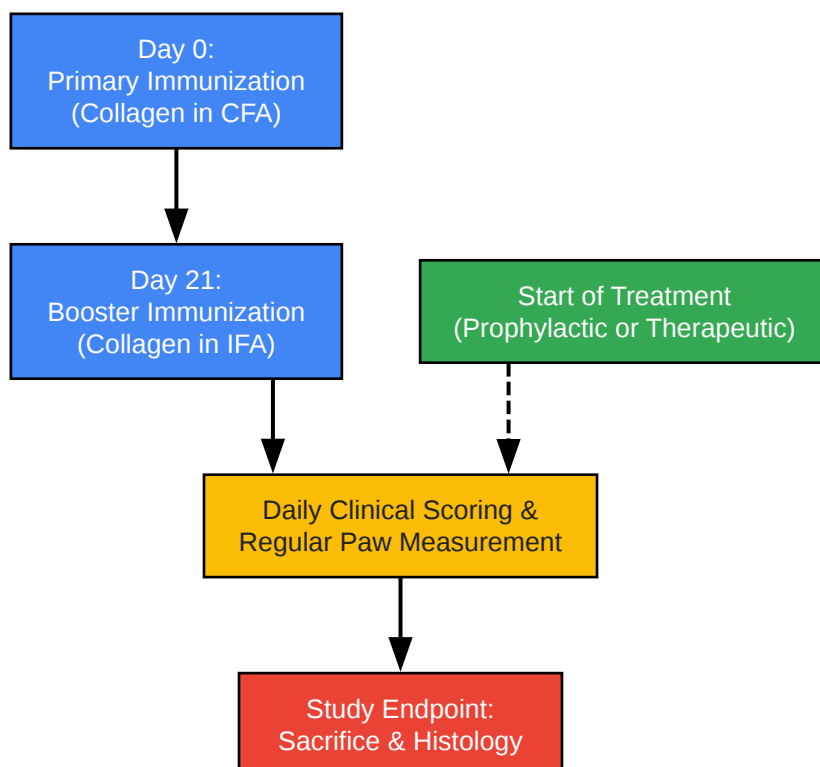 Day 0:
Primary Immunization
(Collagen in CFA)
Day 21:
Booster Immunization
(Collagen in IFA)
Start of Treatment
(Prophylactic or Therapeutic)
Daily Clinical Scoring &
Regular Paw Measurement
Study Endpoint:
Sacrifice & Histology